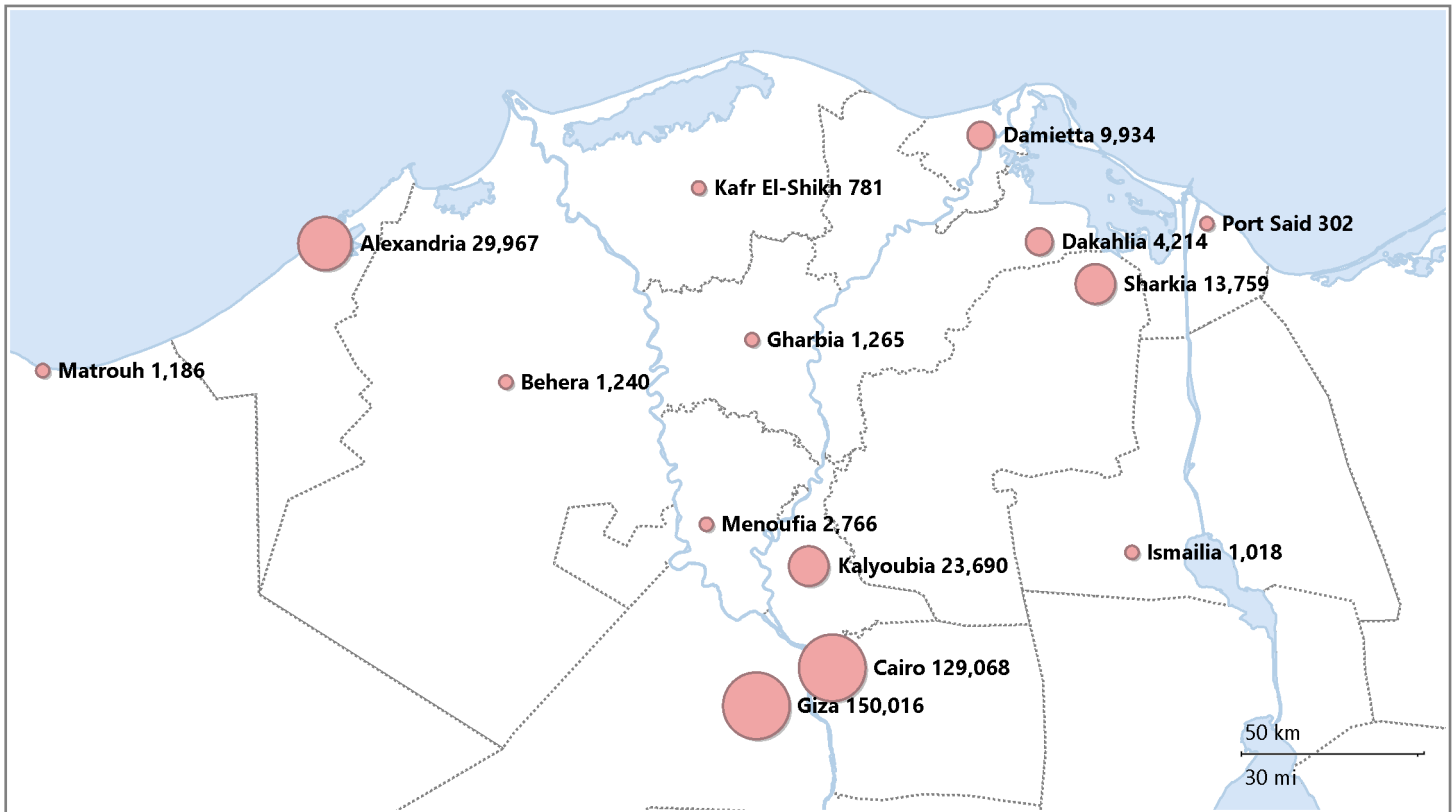 Damietta 9,934
Kafr El-Shikh 781
Port Said 302
Alexandria 29,967
Dakahlia 4,214
Sharkia 13,759
Gharbia 1,265
Matrouh 1,186
Behera 1,240
Menoufia 2,766
Ismailia 1,018
Kalyoubia 23,690
Cairo 129,068
Giza 150,016
50 km
30 mi